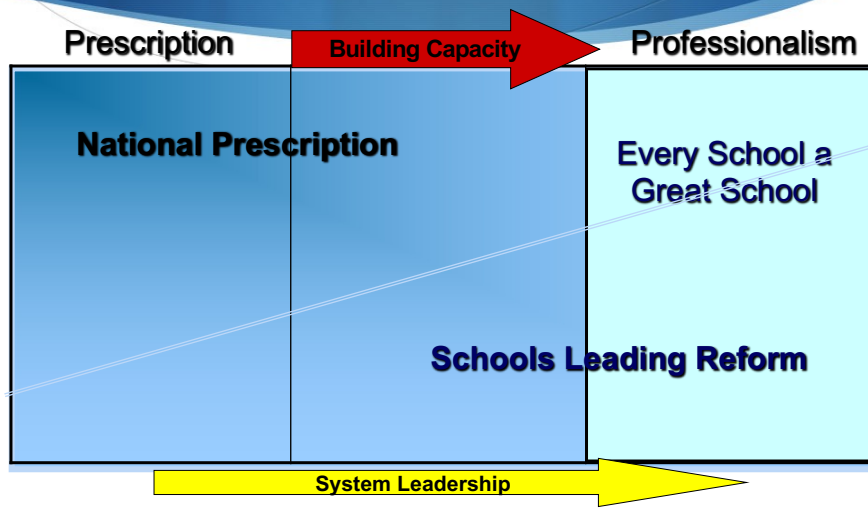 Prescription
Building Capacity
Professionalism
National Prescription
Every School a
Great School
Schools Leading Reform
System Leadership